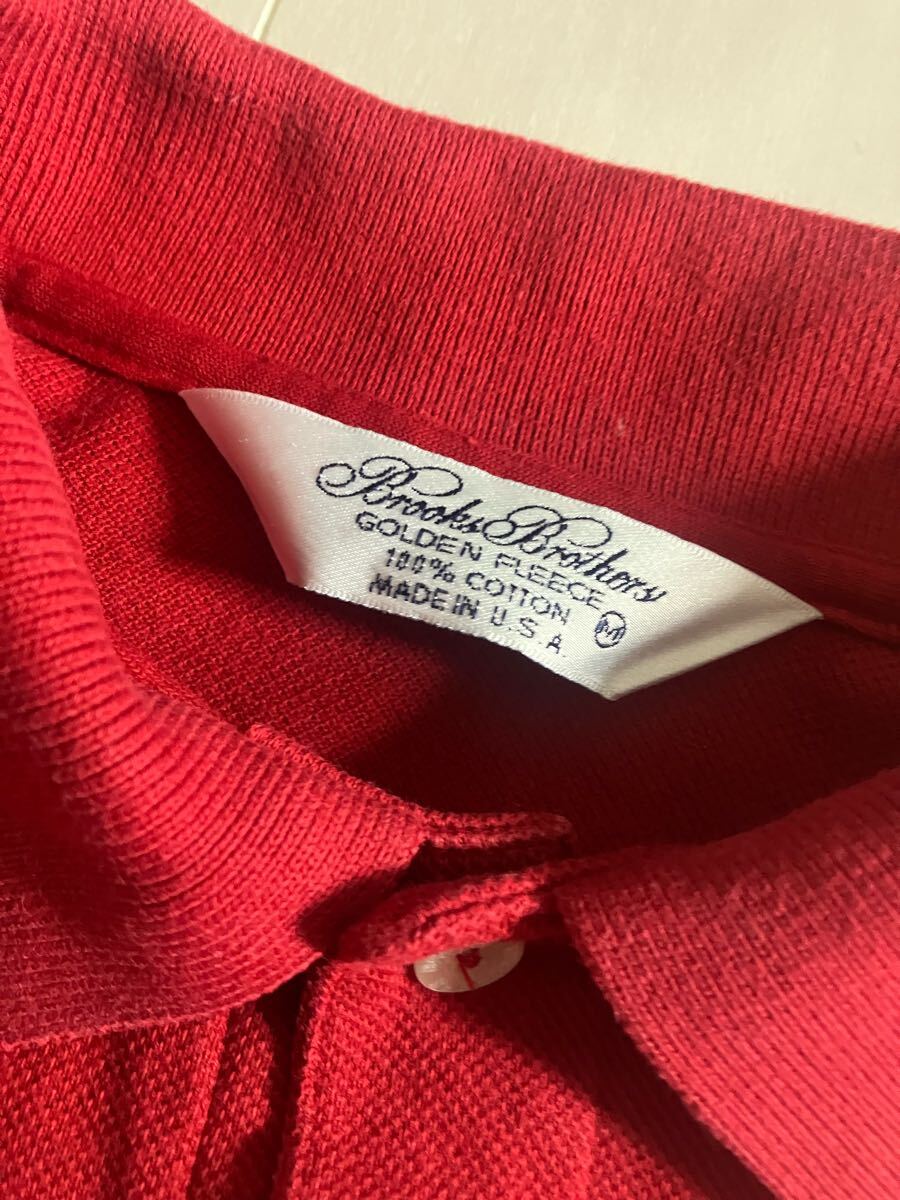 Brooks Brothers
GOLDEN FLEECE
100% COTTON
MADE IN U.S.A. M